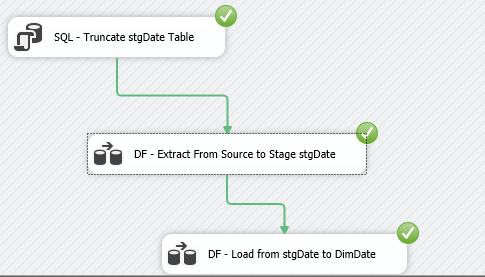 SQL - Truncate stgDate Table
DF - Extract From Source to Stage stgDate
DF - Load from stgDate to DimDate